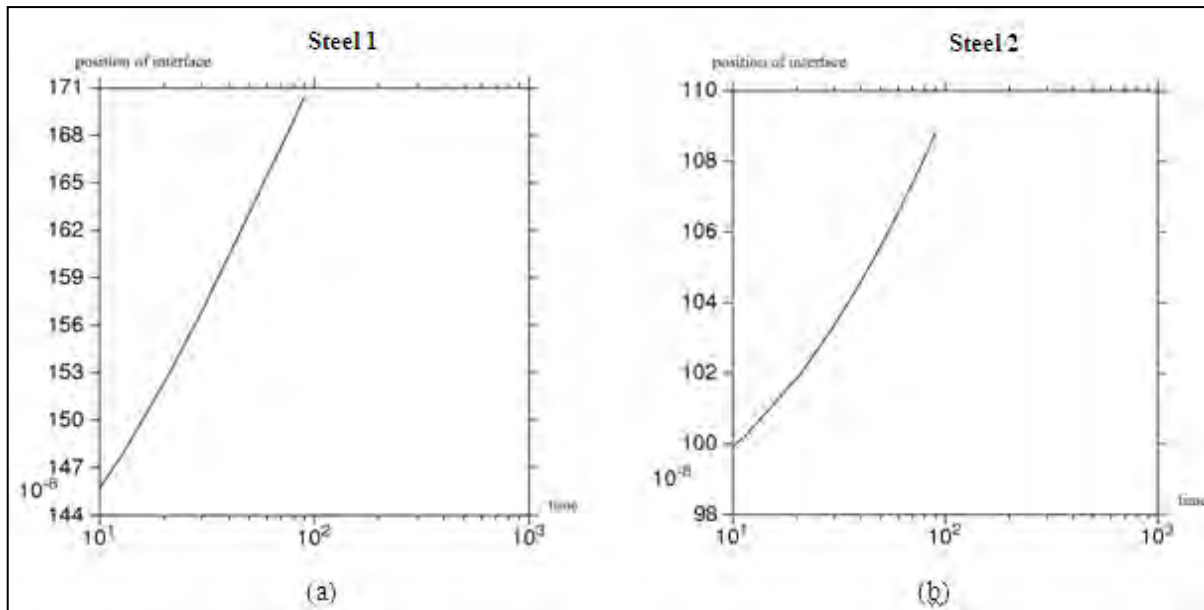 Steel 1
position of interface
171
168
165
162
159
156
153
150
147
10⁻⁸
144
time
10¹ 10² 10³
(a)
Steel 2
position of interface
110
108
106
104
102
100
10⁻⁸
98
time
10¹ 10² 10³
(b)